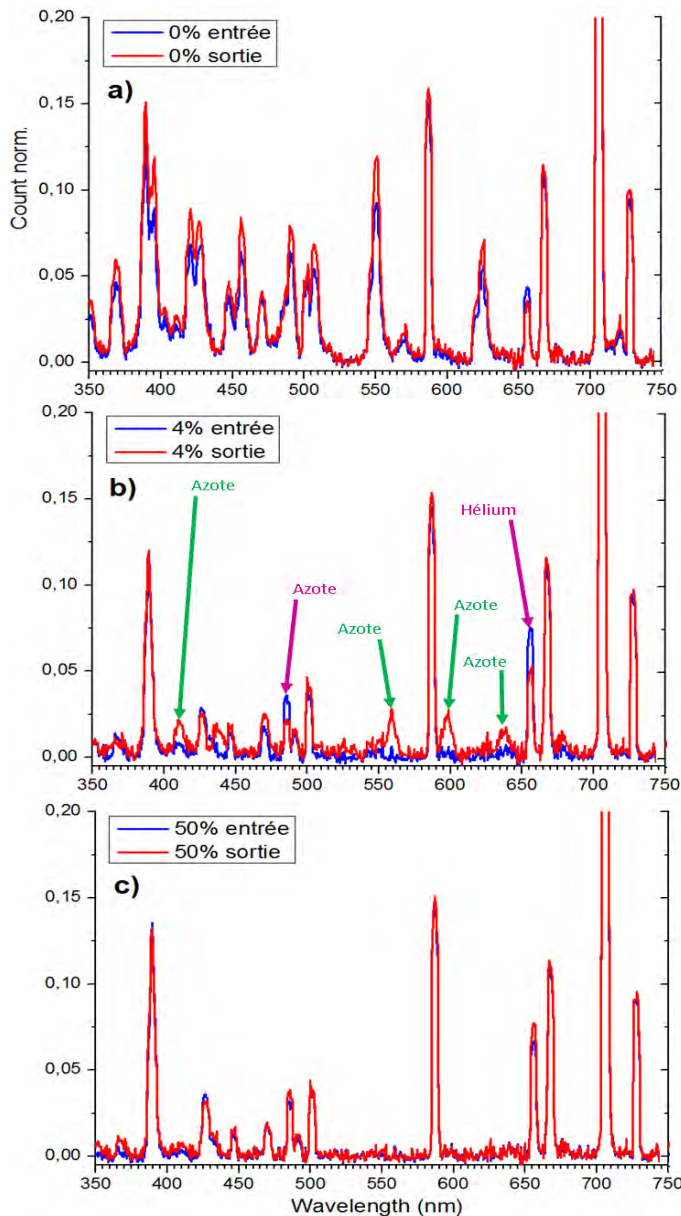 0% entrée
0% sortie
a)
Count norm.
0,20
0,15
0,10
0,05
0,00
350 400 450 500 550 600 650 700 750
4% entrée
4% sortie
b)
0,20
0,15
0,10
0,05
0,00
Azote
Azote
Azote
Azote
Azote
Hélium
350 400 450 500 550 600 650 700 750
50% entrée
50% sortie
c)
0,20
0,15
0,10
0,05
0,00
350 400 450 500 550 600 650 700 750
Wavelength (nm)